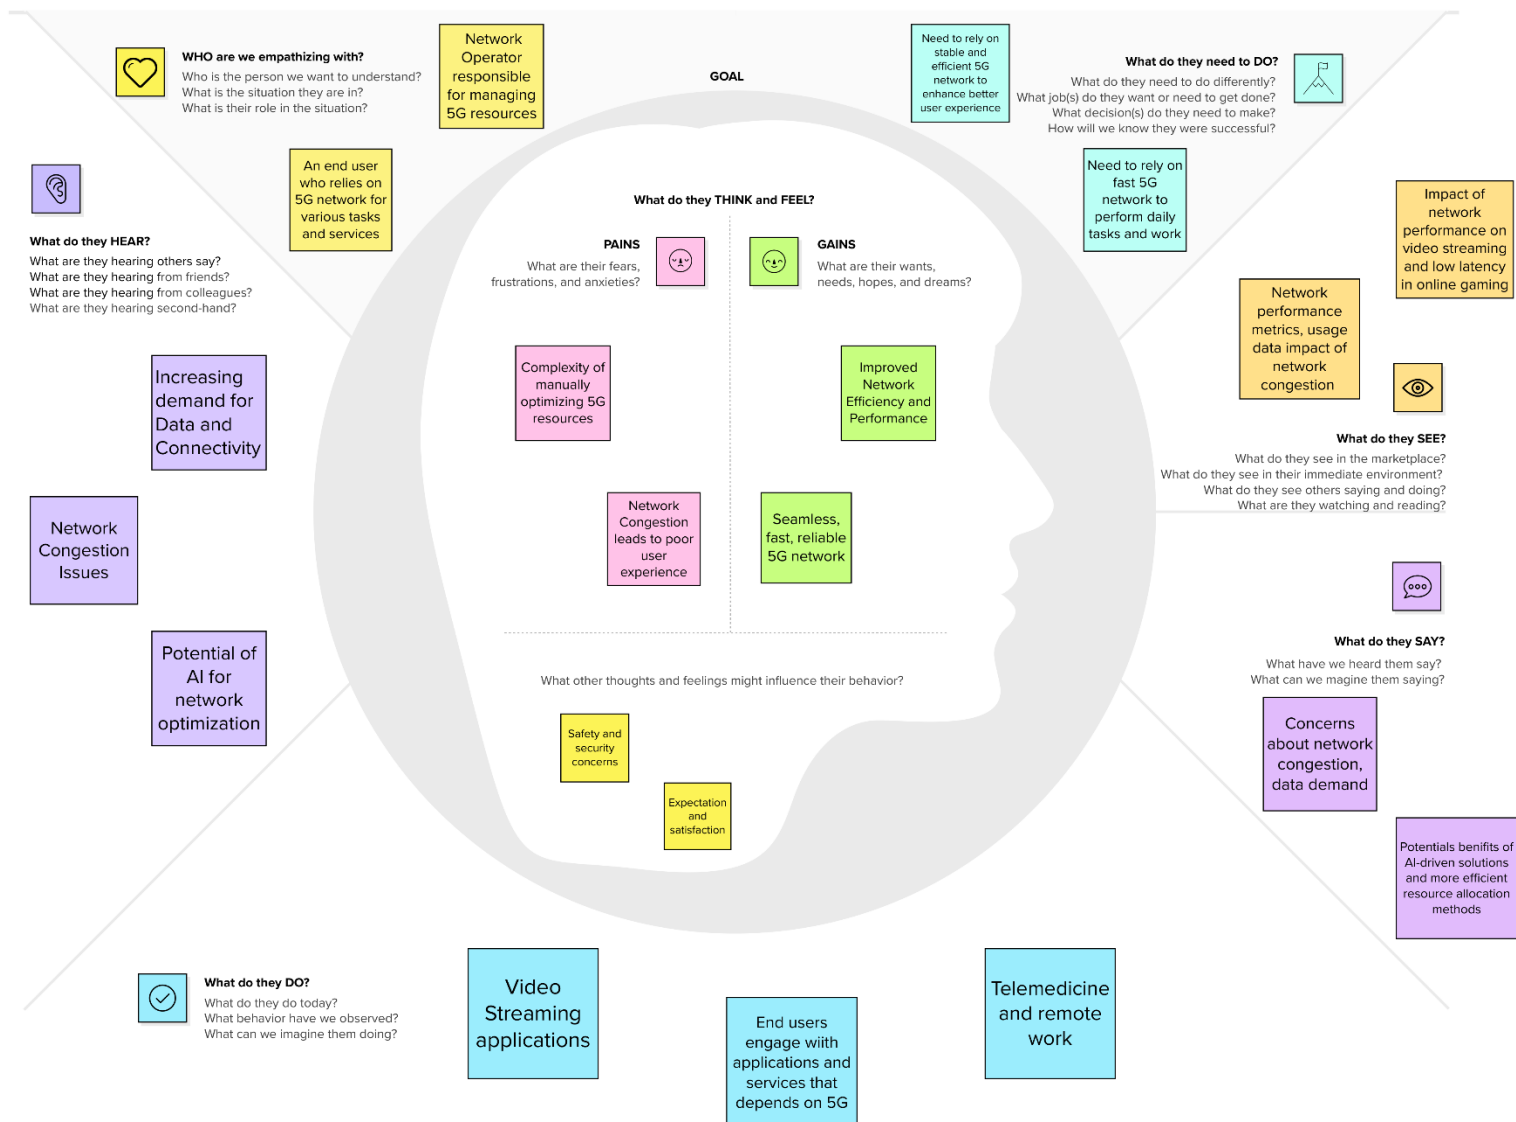 WHO are we empathizing with?
Who is the person we want to understand?
What is the situation they are in?
What is their role in the situation?
Network
Operator
responsible
for managing
5G resources
An end user
who relies on
5G network for
various tasks
and services
GOAL
Need to rely on
stable and
efficient 5G
network to
enhance better
user experience
What do they need to DO?
What do they need to do differently?
What job(s) do they want or need to get done?
What decision(s) do they need to make?
How will we know they were successful?
Need to rely on
fast 5G
network to
perform daily
tasks and work
What do they HEAR?
What are they hearing others say?
What are they hearing from friends?
What are they hearing from colleagues?
What are they hearing second-hand?
Increasing
demand for
Data and
Connectivity
Network
Congestion
Issues
Potential of
AI for
network
optimization
What do they THINK and FEEL?
PAINS
What are their fears,
frustrations, and anxieties?
GAINS
What are their wants,
needs, hopes, and dreams?
Complexity of
manually
optimizing 5G
resources
Network
Congestion
leads to poor
user
experience
Improved
Network
Efficiency and
Performance
Seamless,
fast, reliable
5G network
What other thoughts and feelings might influence their behavior?
Safety and
security
concerns
Expectation
and
satisfaction
Impact of
network
performance on
video streaming
and low latency
in online gaming
Network
performance
metrics, usage
data impact of
network
congestion
What do they SEE?
What do they see in the marketplace?
What do they see in their immediate environment?
What do they see others saying and doing?
What are they watching and reading?
What do they SAY?
What have we heard them say?
What can we magine them saying?
Concerns
about network
congestion,
data demand
Potentials benifits of
AI-driven solutions
and more efficient
resource allocation
methods
What do they DO?
What do they do today?
What behavior have we observed?
What can we imagine them doing?
Video
Streaming
applications
End users
engage wiith
applications and
services that
depends on 5G
Telemedicine
and remote
work